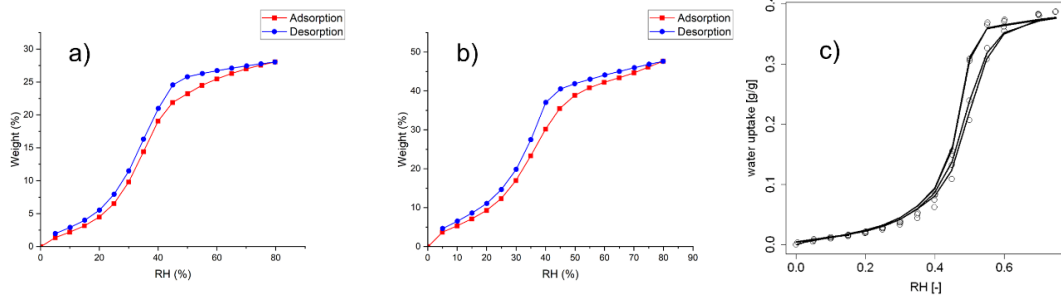 a)
Adsorption
Desorption
Weight (%)
30
25
20
15
10
5
0
0 10 20 30 40 50 60 70 80 90
RH (%)
b)
Adsorption
Desorption
Weight (%)
50
40
30
20
10
0
0 10 20 30 40 50 60 70 80 90
RH (%)
c)
water uptake [g/g]
0.4
0.3
0.2
0.1
0.0
0.0 0.2 0.4 0.6
RH [-]